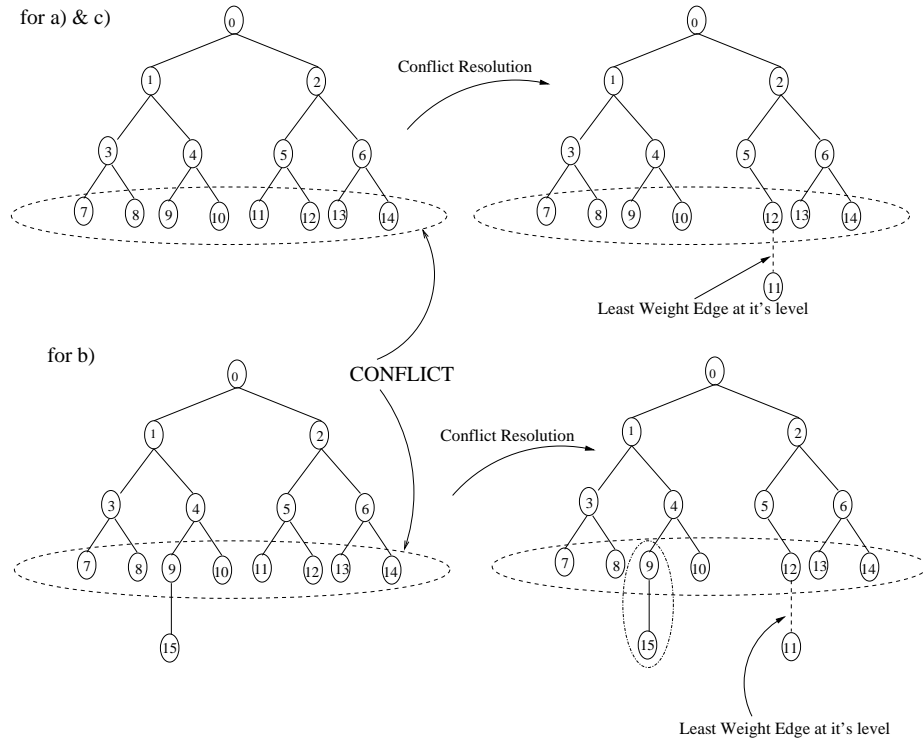 for a) & c)
0 0
Conflict Resolution
1 2 1 2
3 4 5 6 3 4 5 6
7 8 9 10 11 12 13 14 7 8 9 10 12 13 14
11
Least Weight Edge at it's level
for b)
CONFLICT
0 0
Conflict Resolution
1 2 1 2
3 4 5 6 3 4 5 6
7 8 9 10 11 12 13 14 7 8 9 10 12 13 14
15 15 11
Least Weight Edge at it's level